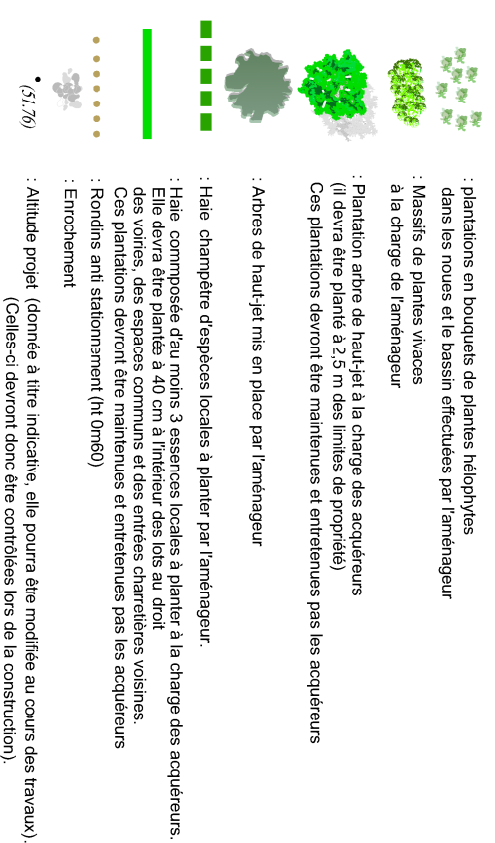 : plantations en bouquets de plantes hélophytes
dans les noues et le bassin effectuées par l'aménageur
: Massifs de plantes vivaces
à la charge de l'aménageur
: Plantation arbre de haut-jet à la charge des acquéreurs
(il devra être planté à 2,5 m des limites de propriété)
Ces plantations devront être maintenues et entretenues pas les acquéreurs
: Arbres de haut-jet mis en place par l'aménageur
: Haie champêtre d'espèces locales à planter par l'aménageur.
: Haie commposée d'au moins 3 essences locales à planter à la charge des acquéreurs.
Elle devra être plantée à 40 cm à l'intérieur des lots au droit
des voiries, des espaces communs et des entrées charretières voisines.
Ces plantations devront être maintenues et entretenues pas les acquéreurs
: Rondins anti stationnement (ht 0m60)
: Enrochement
(51.76) : Altitude projet (donnée à titre indicative, elle pourra être modifiée au cours des travaux).
(Celles-ci devront donc être contrôlées lors de la construction).